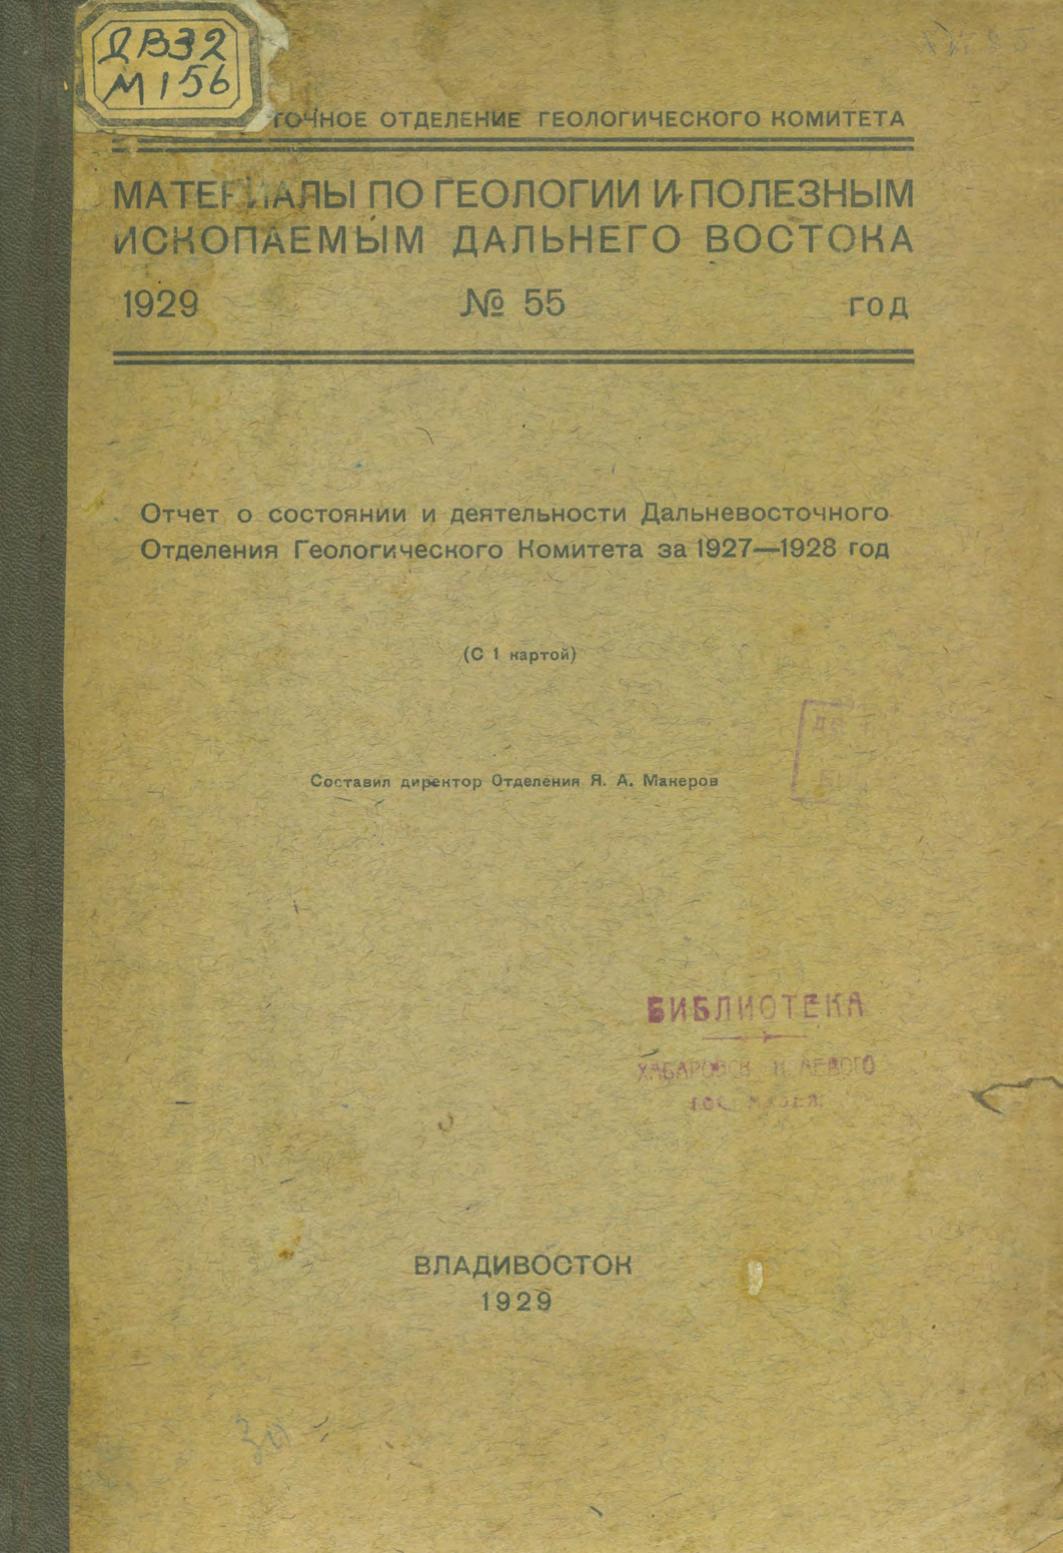 ДВ32
М156
ОТДЕЛЕНИЕ ГЕОЛОГИЧЕСКОГО КОМИТЕТА
МАТЕРИАЛЫ ПО ГЕОЛОГИИ И ПОЛЕЗНЫМ
ИСКОПАЕМЫМ ДАЛЬНЕГО ВОСТОКА
1929 № 55 год
Отчет о состоянии и деятельности Дальневосточного
Отделения Геологического Комитета за 1927—1928 год
(С 1 картой)
Составил директор Отделения Я. А. Макеров
БИБЛИОТЕКА
ВЛАДИВОСТОК
1929